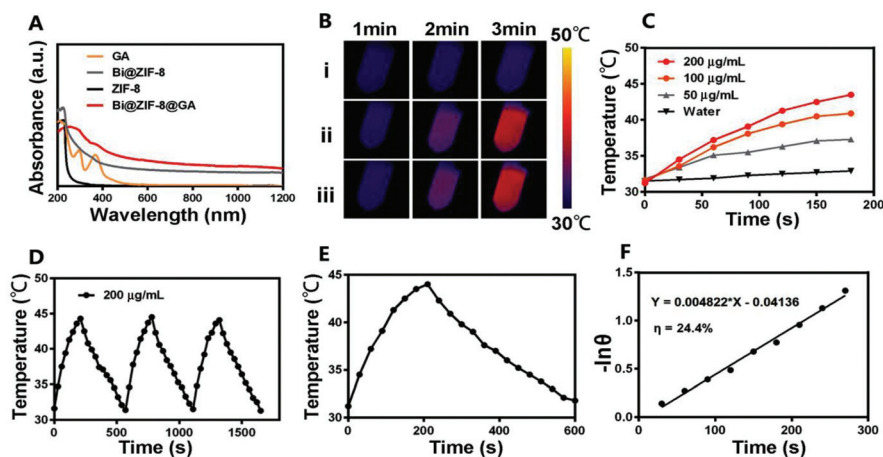 A
Absorbance (a.u.)
GA
Bi@ZIF-8
ZIF-8
Bi@ZIF-8@GA
200 400 600 800 1000 1200
Wavelength (nm)
B
1min 2min 3min
i
ii
iii
50℃
30℃
C
Temperature (℃)
50
45
40
35
30
200 μg/mL
100 μg/mL
50 μg/mL
Water
0 50 100 150 200
Time (s)
D
Temperature (℃)
50
45
40
35
30
200 μg/mL
0 500 1000 1500
Time (s)
E
Temperature (℃)
45
40
35
30
0 200 400 600
Time (s)
F
-lnθ
1.5
1.0
0.5
0.0
Y = 0.004822*X - 0.04136
η = 24.4%
0 100 200 300
Time (s)